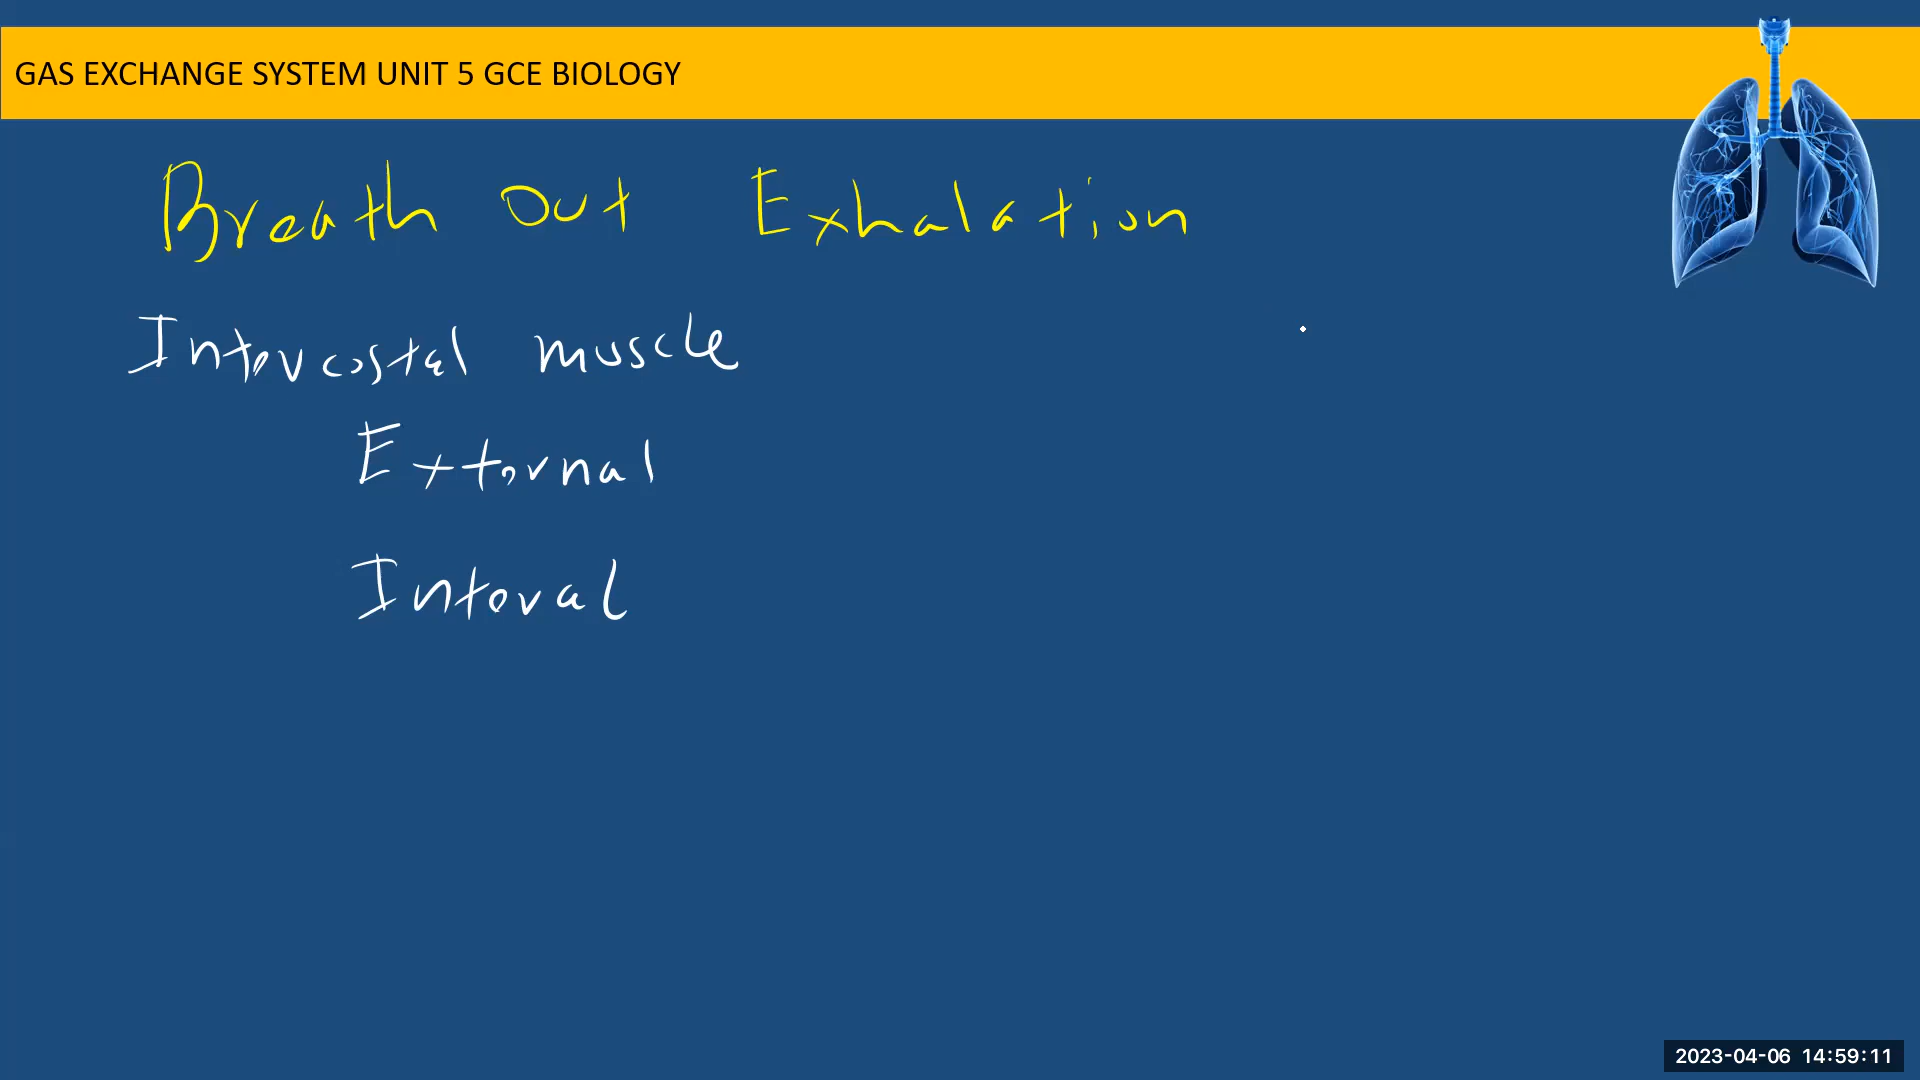 GAS EXCHANGE SYSTEM UNIT 5 GCE BIOLOGY
Breath Out Exhalation
Intercostal muscle
External
Interal
2023-04-06 14:59:11